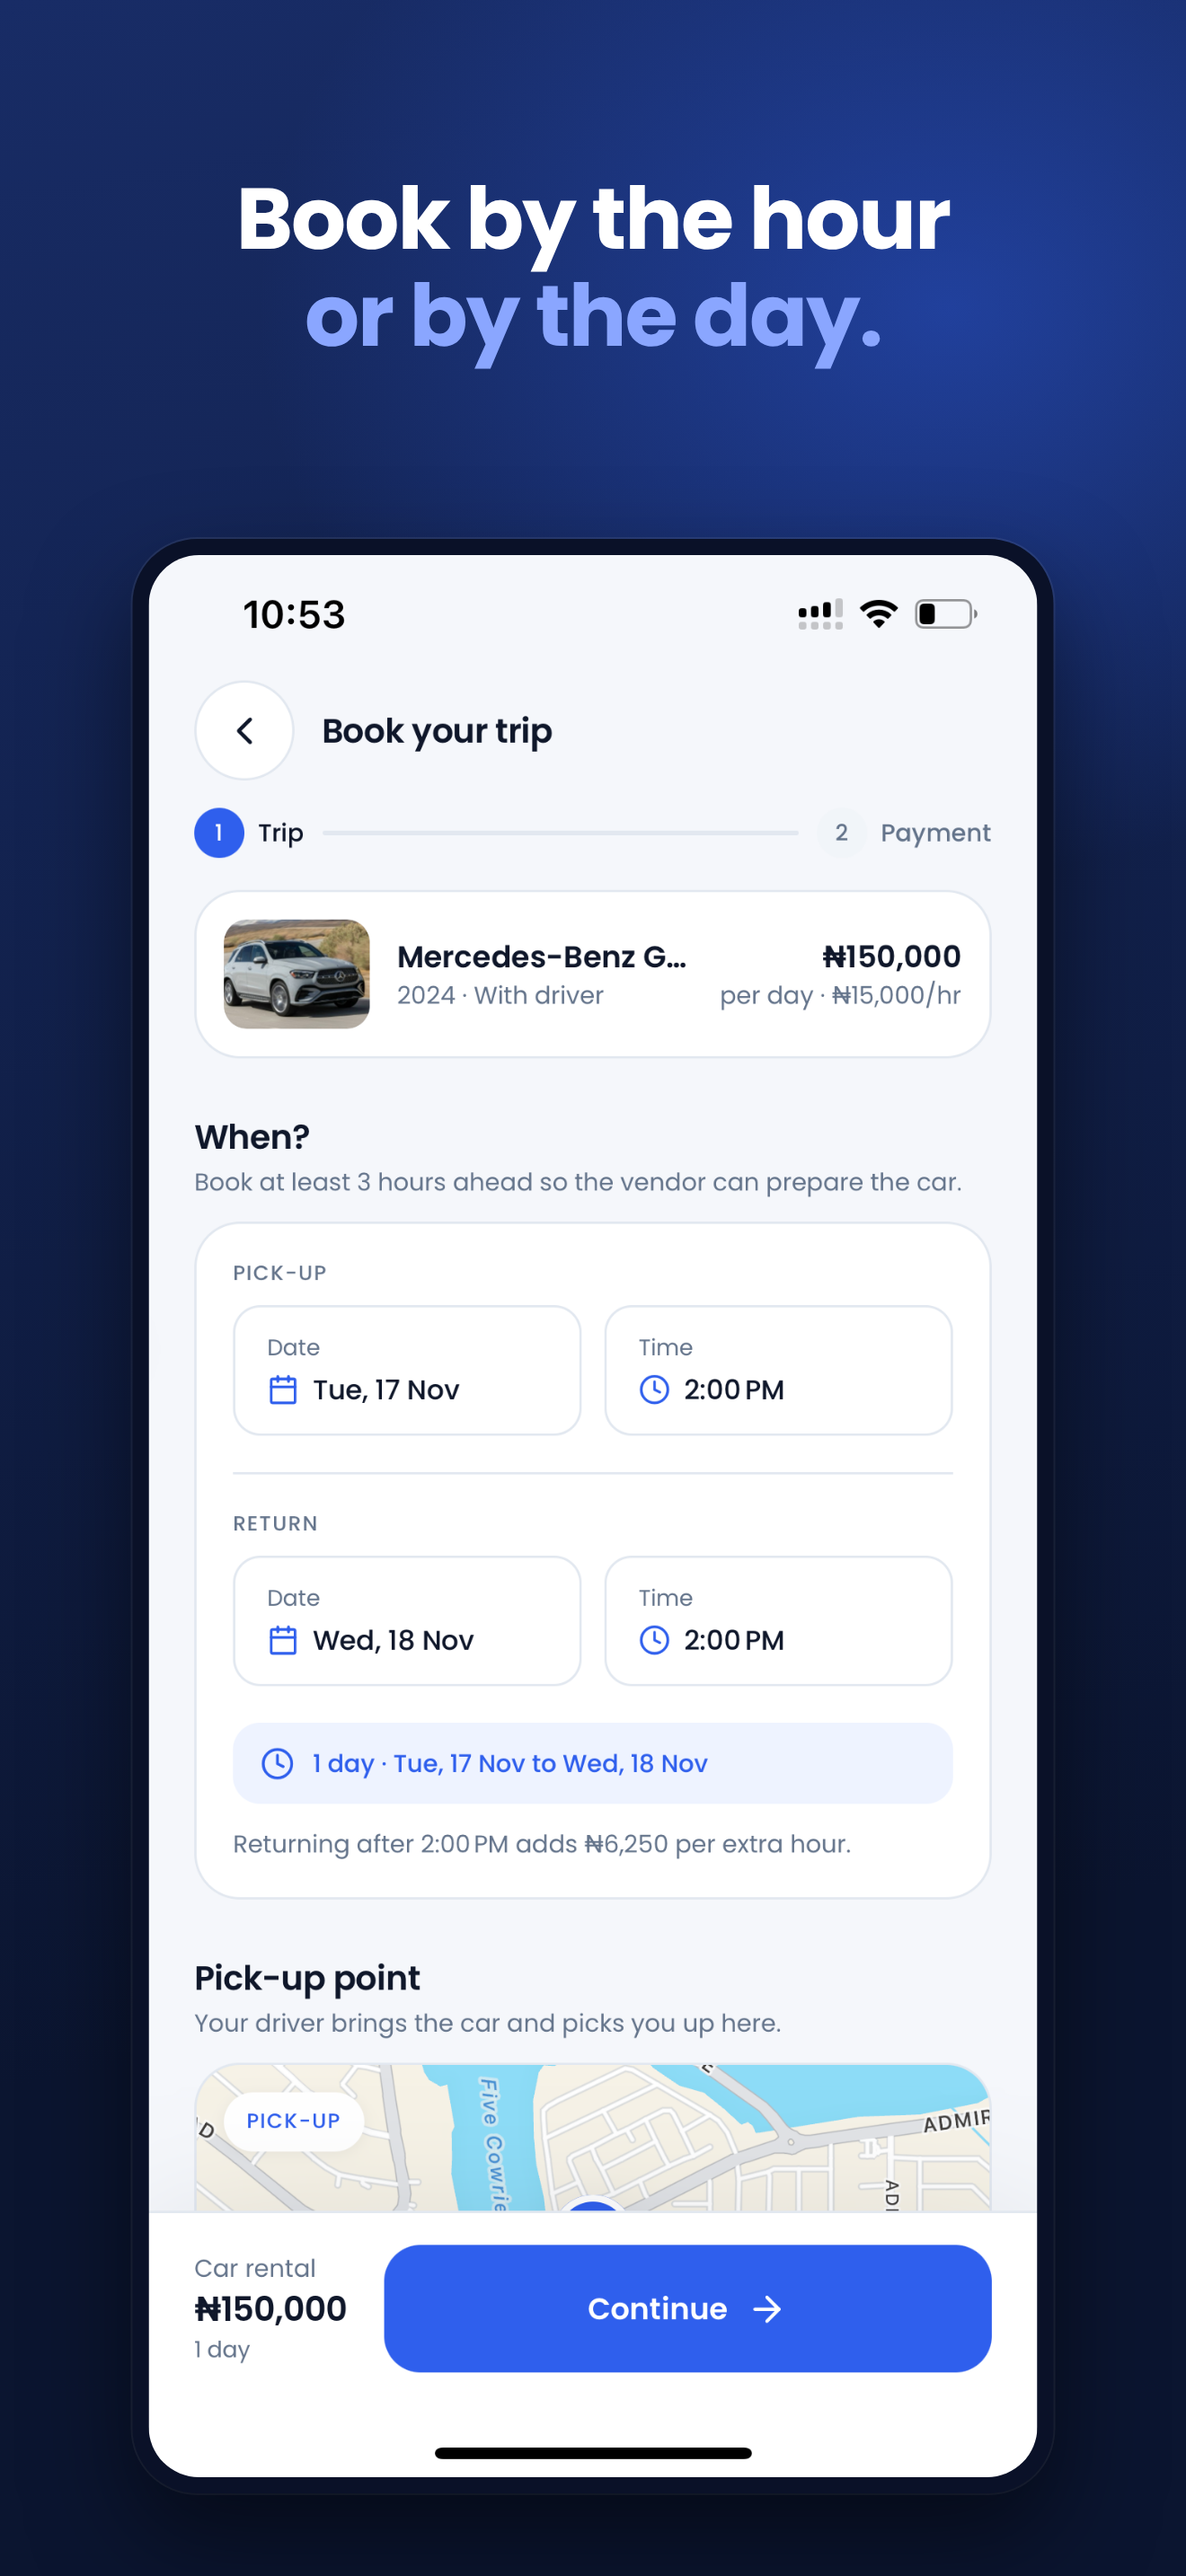 Book by the hour
or by the day.
10:53
Book your trip
1 Trip 2 Payment
Mercedes-Benz G... ₦150,000
2024 · With driver per day · ₦15,000/hr
When?
Book at least 3 hours ahead so the vendor can prepare the car.
PICK-UP
Date Time
Tue, 17 Nov 2:00 PM
RETURN
Date Time
Wed, 18 Nov 2:00 PM
1 day · Tue, 17 Nov to Wed, 18 Nov
Returning after 2:00 PM adds ₦6,250 per extra hour.
Pick-up point
Your driver brings the car and picks you up here.
PICK-UP
D
Five Cowrie
ADMIR
ADI
Car rental
₦150,000
1 day
Continue